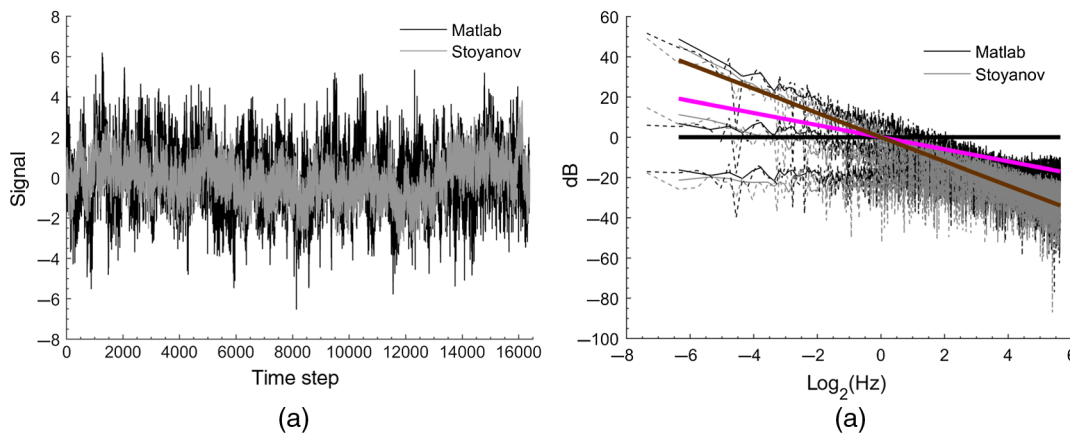 Signal
8
6
4
2
0
−2
−4
−6
−8
Matlab
Stoyanov
0 2000 4000 6000 8000 10000 12000 14000 16000
Time step
(a)
dB
60
40
20
0
−20
−40
−60
−80
−100
Matlab
Stoyanov
−8 −6 −4 −2 0 2 4 6
Log2(Hz)
(a)